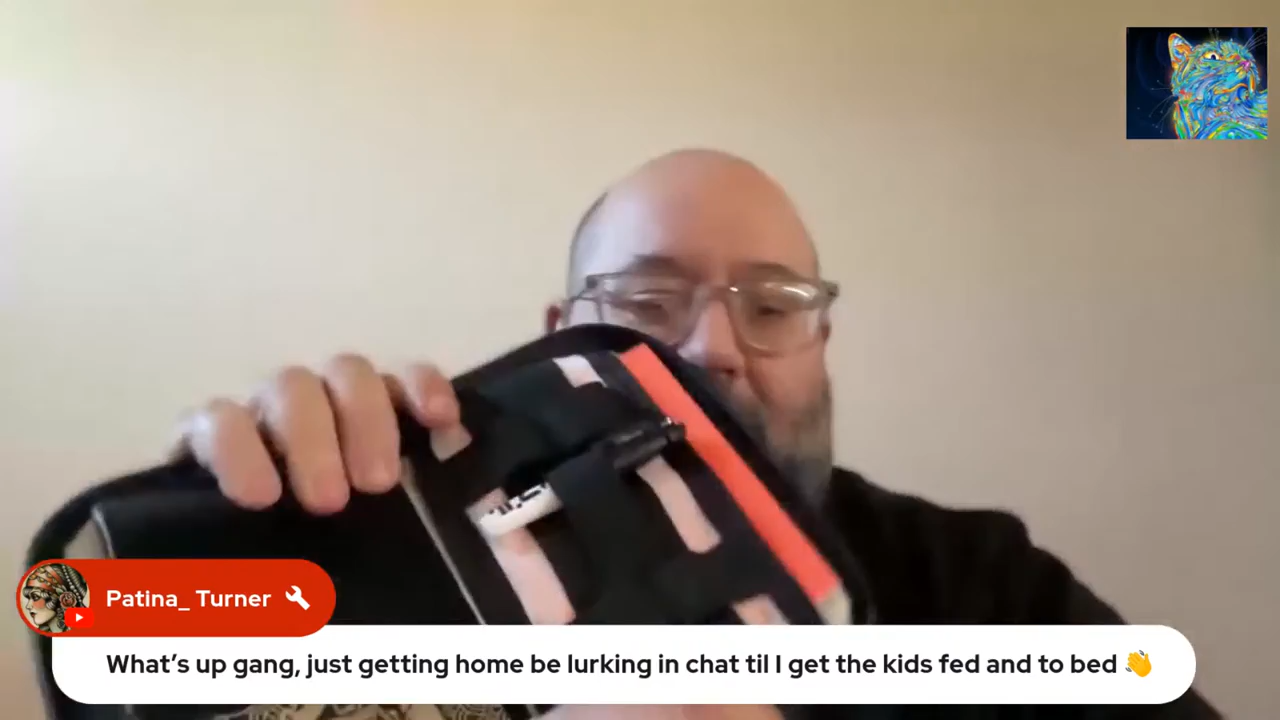 Patina_ Turner
What’s up gang, just getting home be lurking in chat til I get the kids fed and to bed 👋